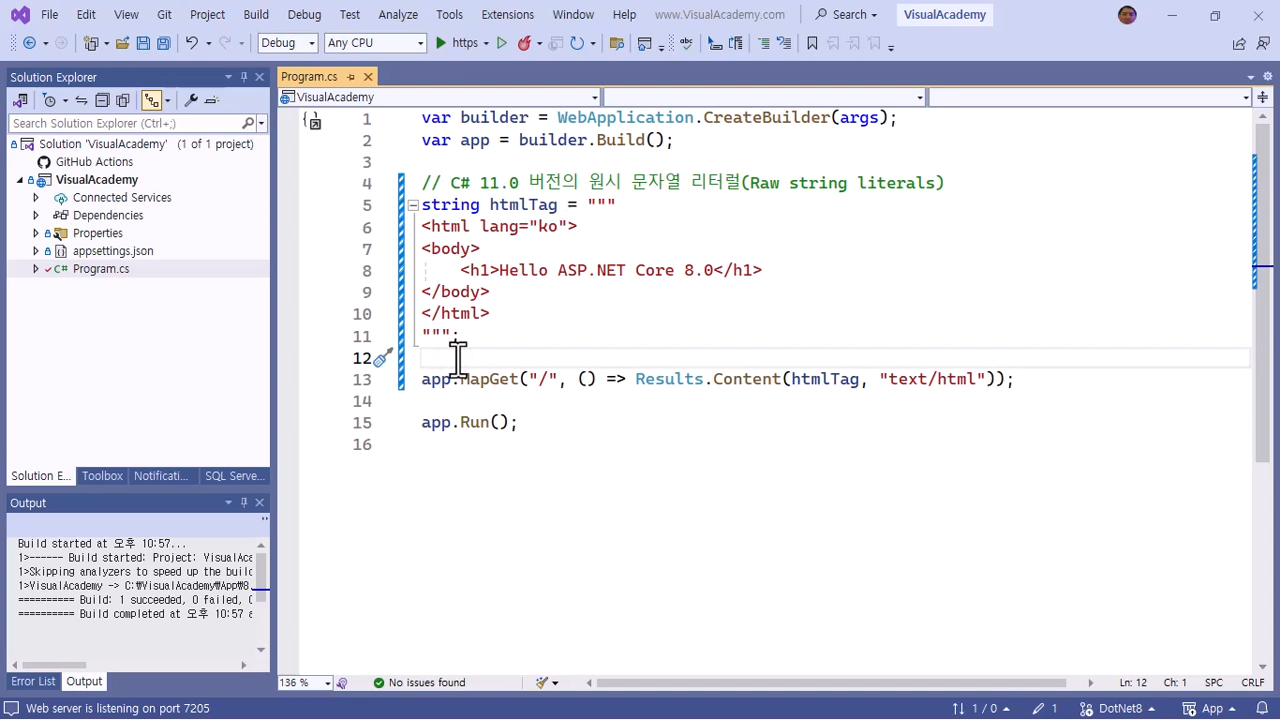 File Edit View Git Project Build Debug Test Analyze Tools Extensions Window Help www.VisualAcademy.com Search VisualAcademy
Debug Any CPU https
Solution Explorer
Search Solution Explorer (Ctrl+;)
Solution 'VisualAcademy' (1 of 1 project)
GitHub Actions
VisualAcademy
Connected Services
Dependencies
Properties
appsettings.json
C# Program.cs
Solution E... Toolbox Notificati... SQL Serve...
Output
Build started at 오후 10:57...
1>------ Build started: Project: VisualAca
1>Skipping analyzers to speed up the build
1>VisualAcademy -> C:₩VisualAcademy₩App₩8.
========== Build: 1 succeeded, 0 failed, 0
========== Build completed at 오후 10:57 a
Error List Output
Program.cs
VisualAcademy
1 var builder = WebApplication.CreateBuilder(args);
2 var app = builder.Build();
3
4 // C# 11.0 버전의 원시 문자열 리터럴(Raw string literals)
5 string htmlTag = """
6 <html lang="ko">
7 <body>
8 <h1>Hello ASP.NET Core 8.0</h1>
9 </body>
10 </html>
11 """;
12
13 app.MapGet("/", () => Results.Content(htmlTag, "text/html"));
14
15 app.Run();
16
136 % No issues found Ln: 12 Ch: 1 SPC CRLF
Web server is listening on port 7205 1 / 0 1 DotNet8 App